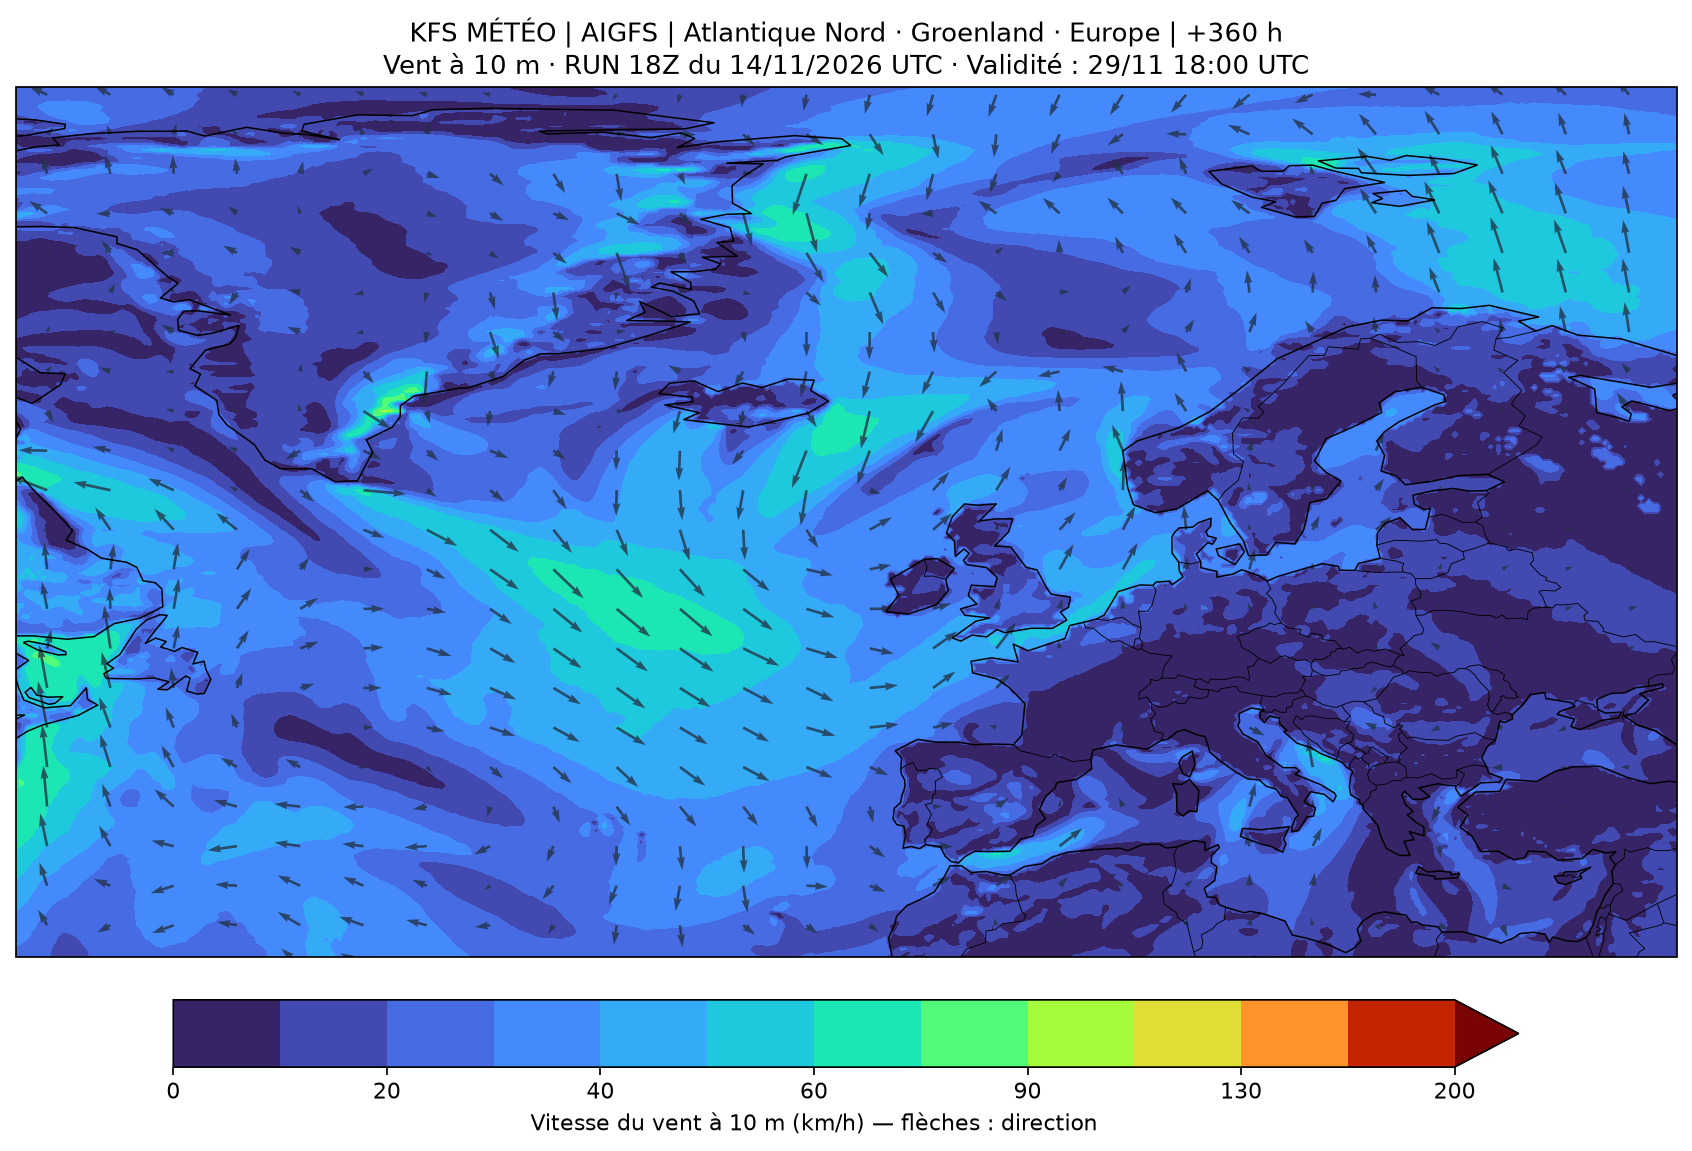 KFS MÉTÉO | AIGFS | Atlantique Nord · Groenland · Europe | +360 h
Vent à 10 m · RUN 18Z du 14/11/2026 UTC · Validité : 29/11 18:00 UTC
0 20 40 60 90 130 200
Vitesse du vent à 10 m (km/h) — flèches : direction